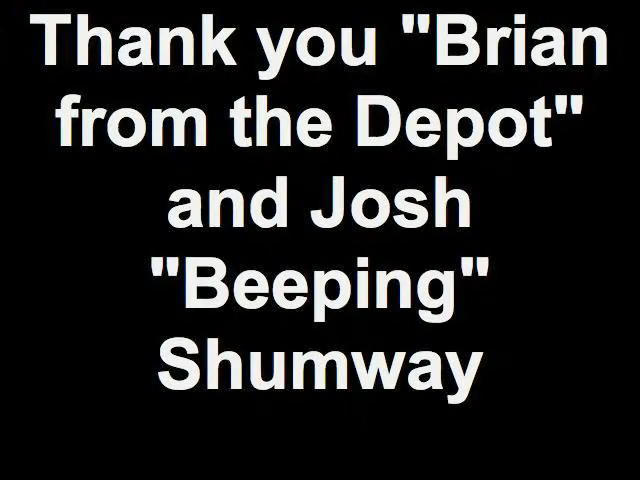 Thank you "Brian
from the Depot"
and Josh
"Beeping"
Shumway